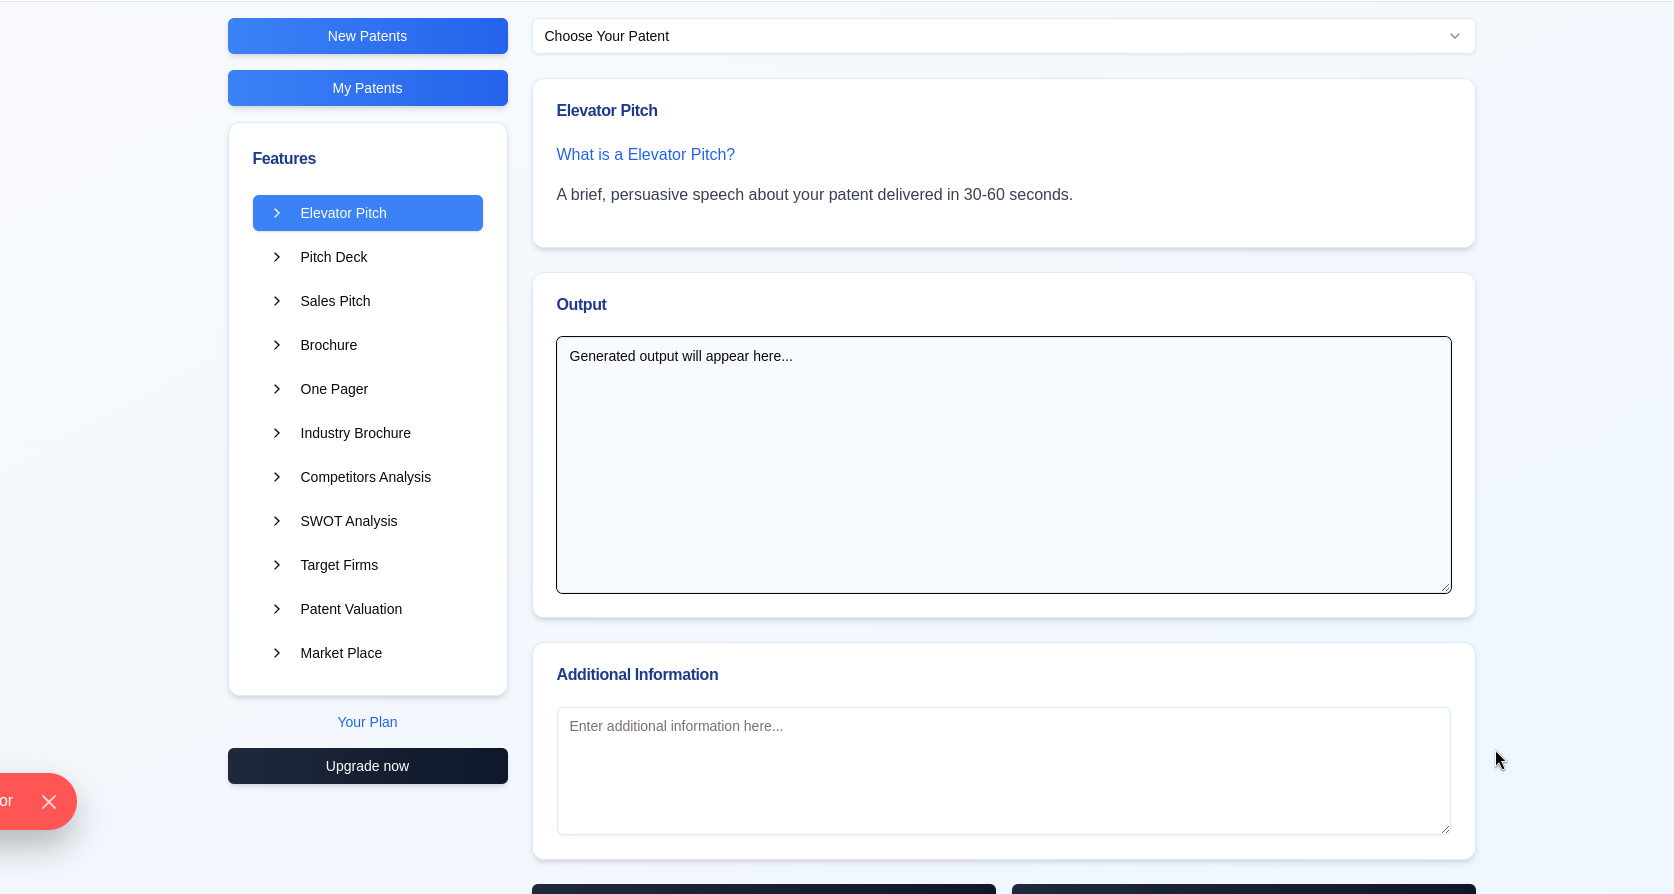 New Patents
My Patents
Features
Elevator Pitch
Pitch Deck
Sales Pitch
Brochure
One Pager
Industry Brochure
Competitors Analysis
SWOT Analysis
Target Firms
Patent Valuation
Market Place
Your Plan
Upgrade now
or
Choose Your Patent
Elevator Pitch
What is a Elevator Pitch?
A brief, persuasive speech about your patent delivered in 30-60 seconds.
Output
Generated output will appear here...
Additional Information
Enter additional information here...